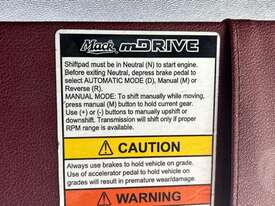 Mack mDRIVE
Shiftpad must be in Neutral (N) to start engine.
Before exiting Neutral, depress brake pedal to
select AUTOMATIC MODE (D), Manual (M) or
Reverse (R).
MANUAL MODE: To shift manually while moving,
press manual (M) button to hold current gear.
Use (+) or (-) buttons to upshift manually or
downshift. Transmission will shift only if proper
RPM range is available.
CAUTION
Always use brakes to hold vehicle on grade.
Use of accelerator pedal to hold vehicle on
grades will result in premature wear/damage.
WARNING